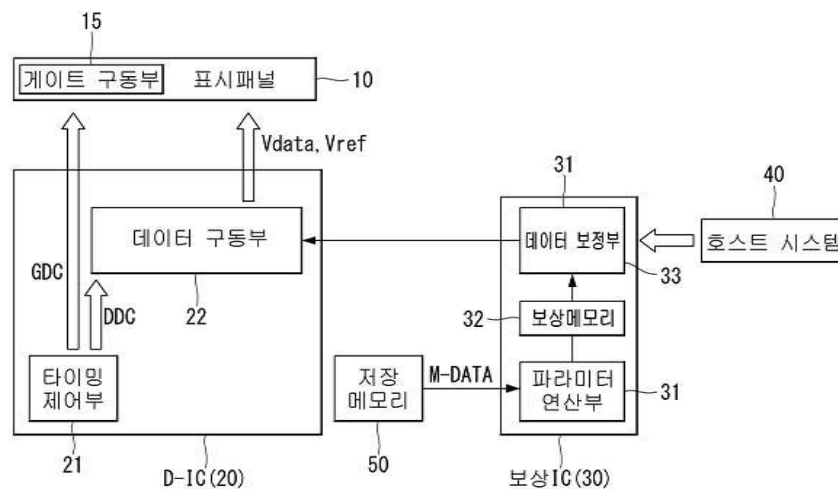 15
게이트 구동부
표시패널
10
Vdata, Vref
31
40
데이터 구동부
데이터 보정부
호스트 시스템
GDC
33
22
DDC
32
보상메모리
타이밍
제어부
저장
메모리
M-DATA
파라미터
연산부
31
21
50
D-IC(20)
보상IC(30)